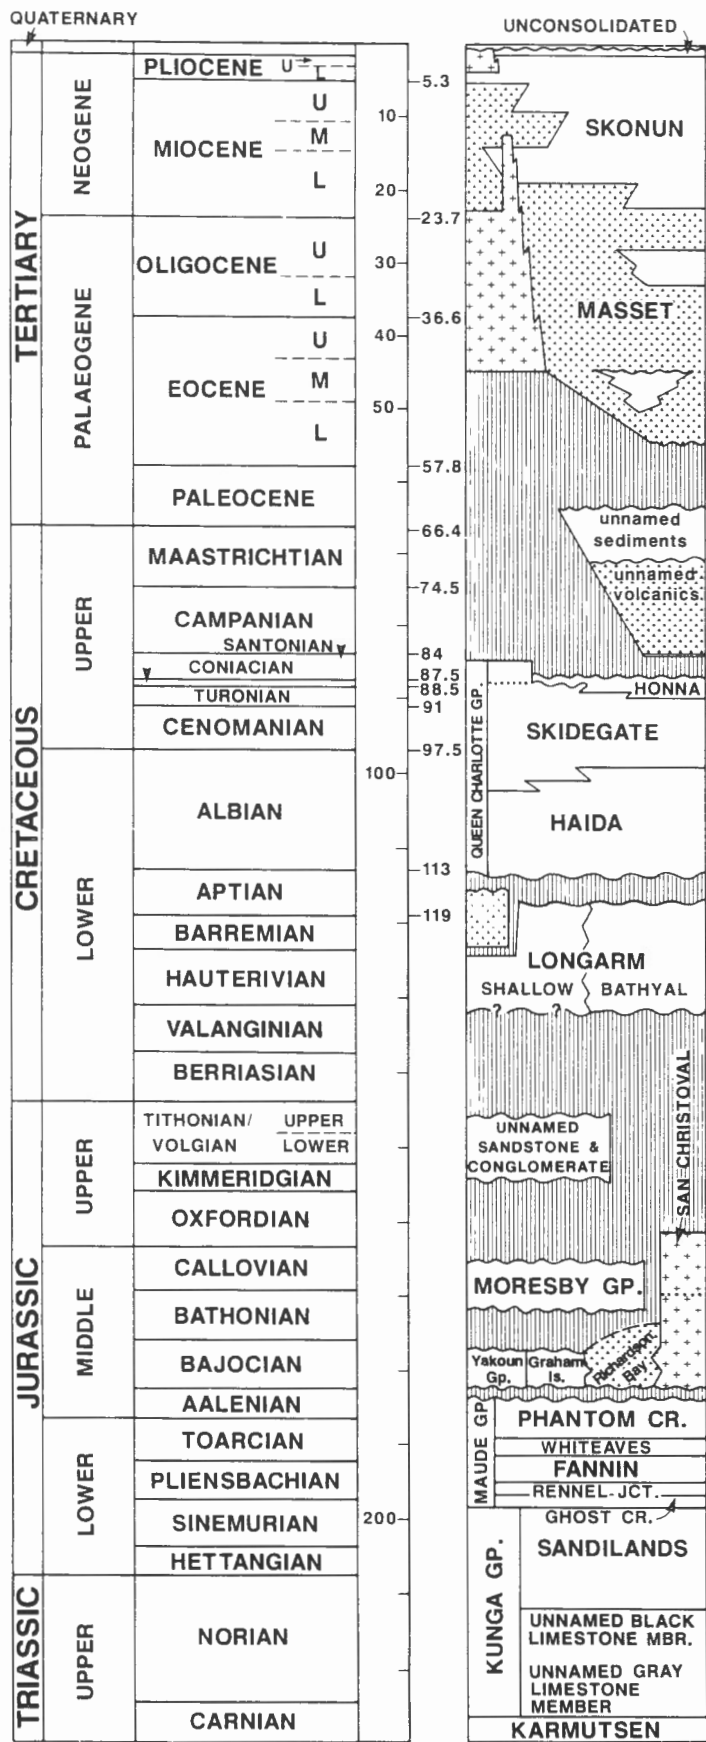 QUATERNARY
UNCONSOLIDATED
TERTIARY
NEOGENE
PLIOCENE
U
L
5.3
MIOCENE
U
M
L
10
20
23.7
SKONUN
PALAEOGENE
OLIGOCENE
U
L
30
36.6
MASSET
EOCENE
U
M
L
40
50
57.8
PALEOCENE
66.4
unnamed
sediments
unnamed
volcanics
CRETACEOUS
UPPER
MAASTRICHTIAN
74.5
CAMPANIAN
SANTONIAN
84
CONIACIAN
87.5
88.5
TURONIAN
91
CENOMANIAN
97.5
QUEEN CHARLOTTE GP.
HONNA
SKIDEGATE
HAIDA
LOWER
100
ALBIAN
113
APTIAN
119
BARREMIAN
HAUTERIVIAN
VALANGINIAN
BERRIASIAN
LONGARM
SHALLOW
BATHYAL
? ?
SAN CHRISTOVAL
JURASSIC
UPPER
TITHONIAN/
VOLGIAN
UPPER
LOWER
KIMMERIDGIAN
OXFORDIAN
UNNAMED
SANDSTONE &
CONGLOMERATE
MIDDLE
CALLOVIAN
BATHONIAN
BAJOCIAN
AALENIAN
MORESBY GP.
Yakoun
Gp.
Graham
Is.
Richardson
Bay
LOWER
TOARCIAN
PLIENSBACHIAN
SINEMURIAN
HETTANGIAN
200
MAUDE GP.
PHANTOM CR.
WHITEAVES
FANNIN
RENNEL JCT.
GHOST CR.
KUNGA GP.
SANDILANDS
UNNAMED BLACK
LIMESTONE MBR.
UNNAMED GRAY
LIMESTONE
MEMBER
TRIASSIC
UPPER
NORIAN
CARNIAN
KARMUTSEN